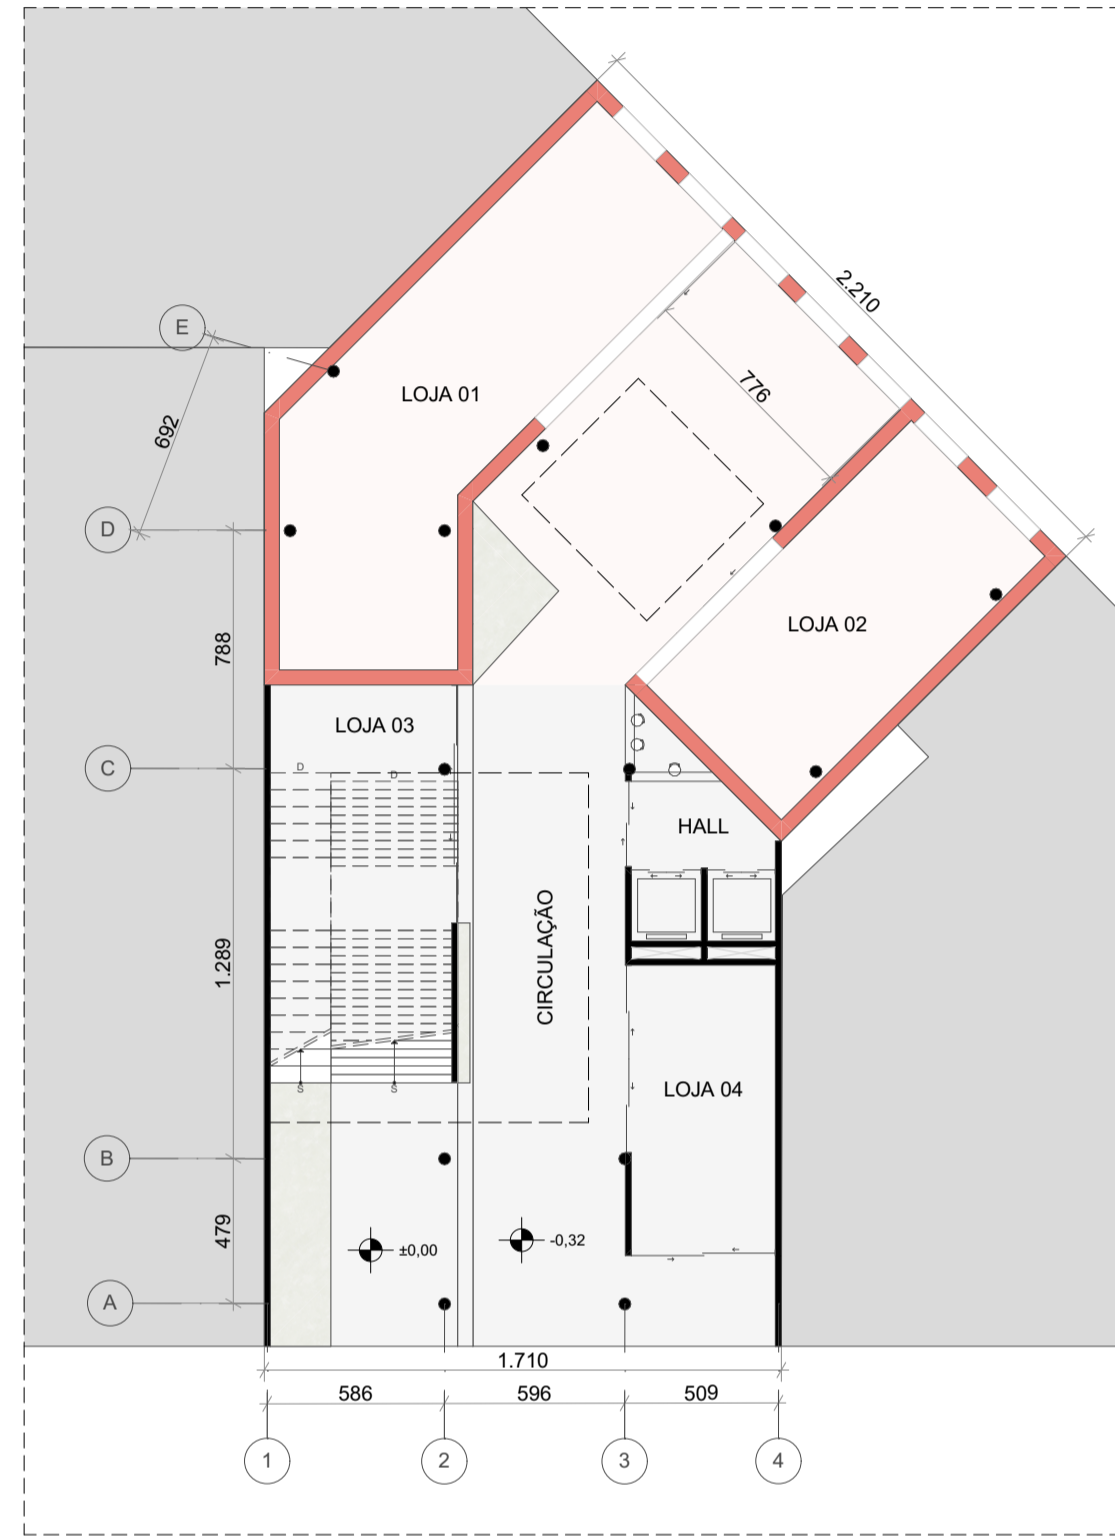 2.210
E
LOJA 01
776
692
D
LOJA 02
788
LOJA 03
C
D
D
HALL
CIRCULAÇÃO
1.289
LOJA 04
S
S
B
479
±0,00
-0,32
A
1.710
586
596
509
1
2
3
4